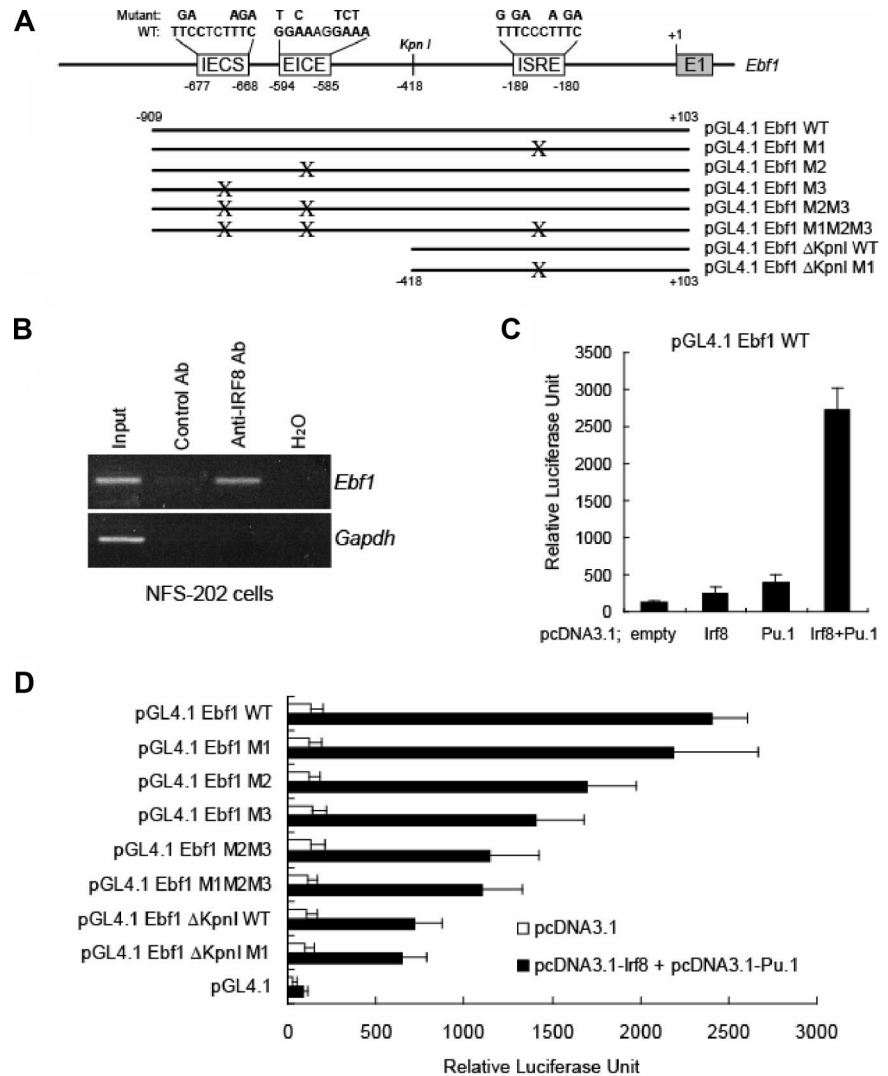 A
Mutant: GA AGA T C TCT G GA A GA
WT: TTCCTCTTTC GGAAAGGAAA TTTCCCTTTC
Kpn I
+1
IECS EICE ISRE E1 Ebf1
-677 -668 -594 -585 -418 -189 -180
-909 +103
pGL4.1 Ebf1 WT
X pGL4.1 Ebf1 M1
X pGL4.1 Ebf1 M2
X pGL4.1 Ebf1 M3
X X pGL4.1 Ebf1 M2M3
X X X pGL4.1 Ebf1 M1M2M3
pGL4.1 Ebf1 ΔKpnI WT
X pGL4.1 Ebf1 ΔKpnI M1
-418 +103
B
Input
Control Ab
Anti-IRF8 Ab
H₂O
Ebf1
Gapdh
NFS-202 cells
C
pGL4.1 Ebf1 WT
Relative Luciferase Unit
3500
3000
2500
2000
1500
1000
500
0
pcDNA3.1; empty Irf8 Pu.1 Irf8+Pu.1
D
pGL4.1 Ebf1 WT
pGL4.1 Ebf1 M1
pGL4.1 Ebf1 M2
pGL4.1 Ebf1 M3
pGL4.1 Ebf1 M2M3
pGL4.1 Ebf1 M1M2M3
pGL4.1 Ebf1 ΔKpnI WT
pGL4.1 Ebf1 ΔKpnI M1
pGL4.1
pcDNA3.1
pcDNA3.1-Irf8 + pcDNA3.1-Pu.1
0 500 1000 1500 2000 2500 3000
Relative Luciferase Unit